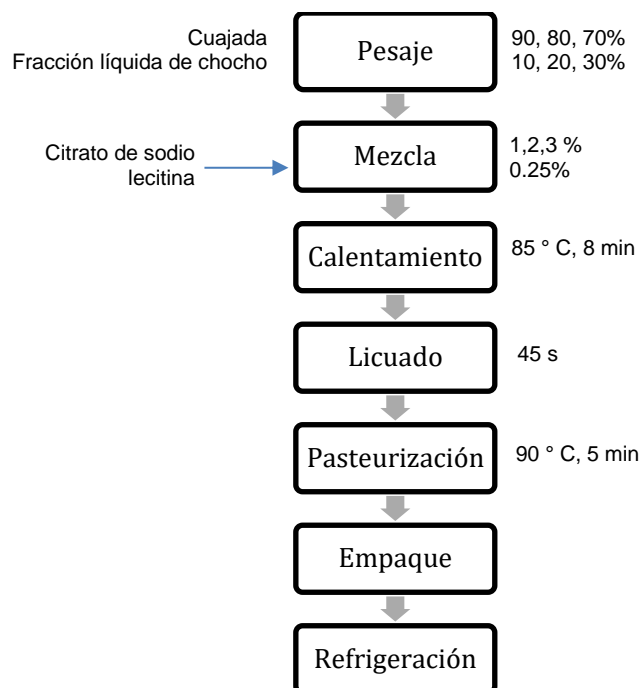 Cuajada
Fracción líquida de chocho
Pesaje
90, 80, 70%
10, 20, 30%
Citrato de sodio
lecitina
Mezcla
1,2,3 %
0.25%
Calentamiento
85 ° C, 8 min
Licuado
45 s
Pasteurización
90 ° C, 5 min
Empaque
Refrigeración